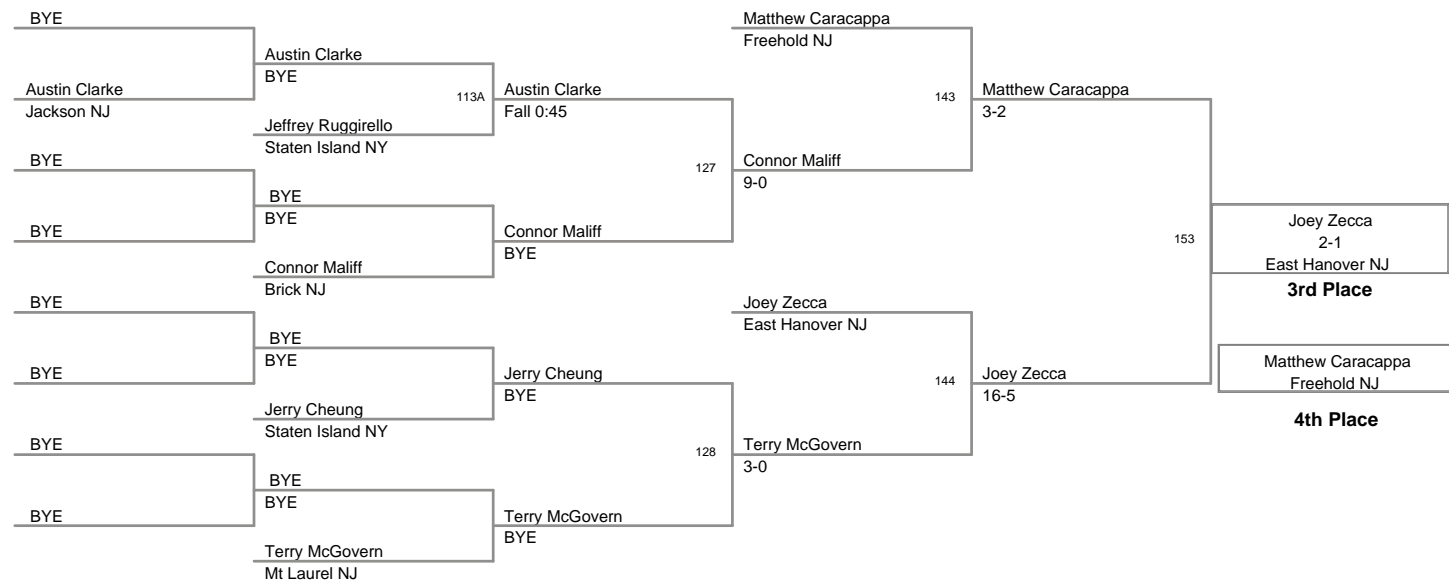 BYE
Austin Clarke
Jackson NJ
BYE
BYE
BYE
BYE
BYE
BYE
Austin Clarke
BYE
113A
Jeffrey Ruggirello
Staten Island NY
BYE
BYE
Connor Maliff
Brick NJ
BYE
BYE
Jerry Cheung
Staten Island NY
BYE
BYE
Terry McGovern
Mt Laurel NJ
Austin Clarke
Fall 0:45
127
Connor Maliff
BYE
Jerry Cheung
BYE
128
Terry McGovern
BYE
Matthew Caracappa
Freehold NJ
143
Connor Maliff
9-0
Joey Zecca
East Hanover NJ
144
Terry McGovern
3-0
Matthew Caracappa
3-2
153
Joey Zecca
16-5
Joey Zecca
2-1
East Hanover NJ
3rd Place
Matthew Caracappa
Freehold NJ
4th Place